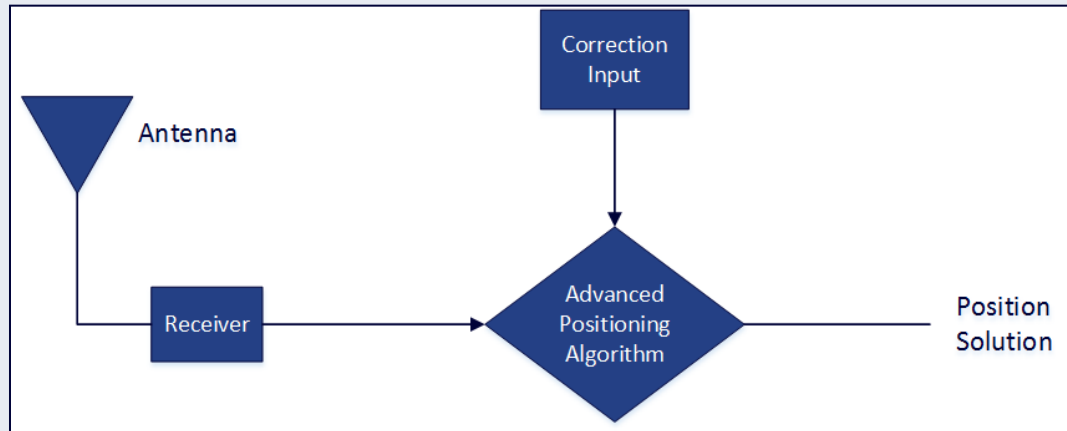 Correction
Input
Antenna
Receiver
Advanced
Positioning
Algorithm
Position
Solution